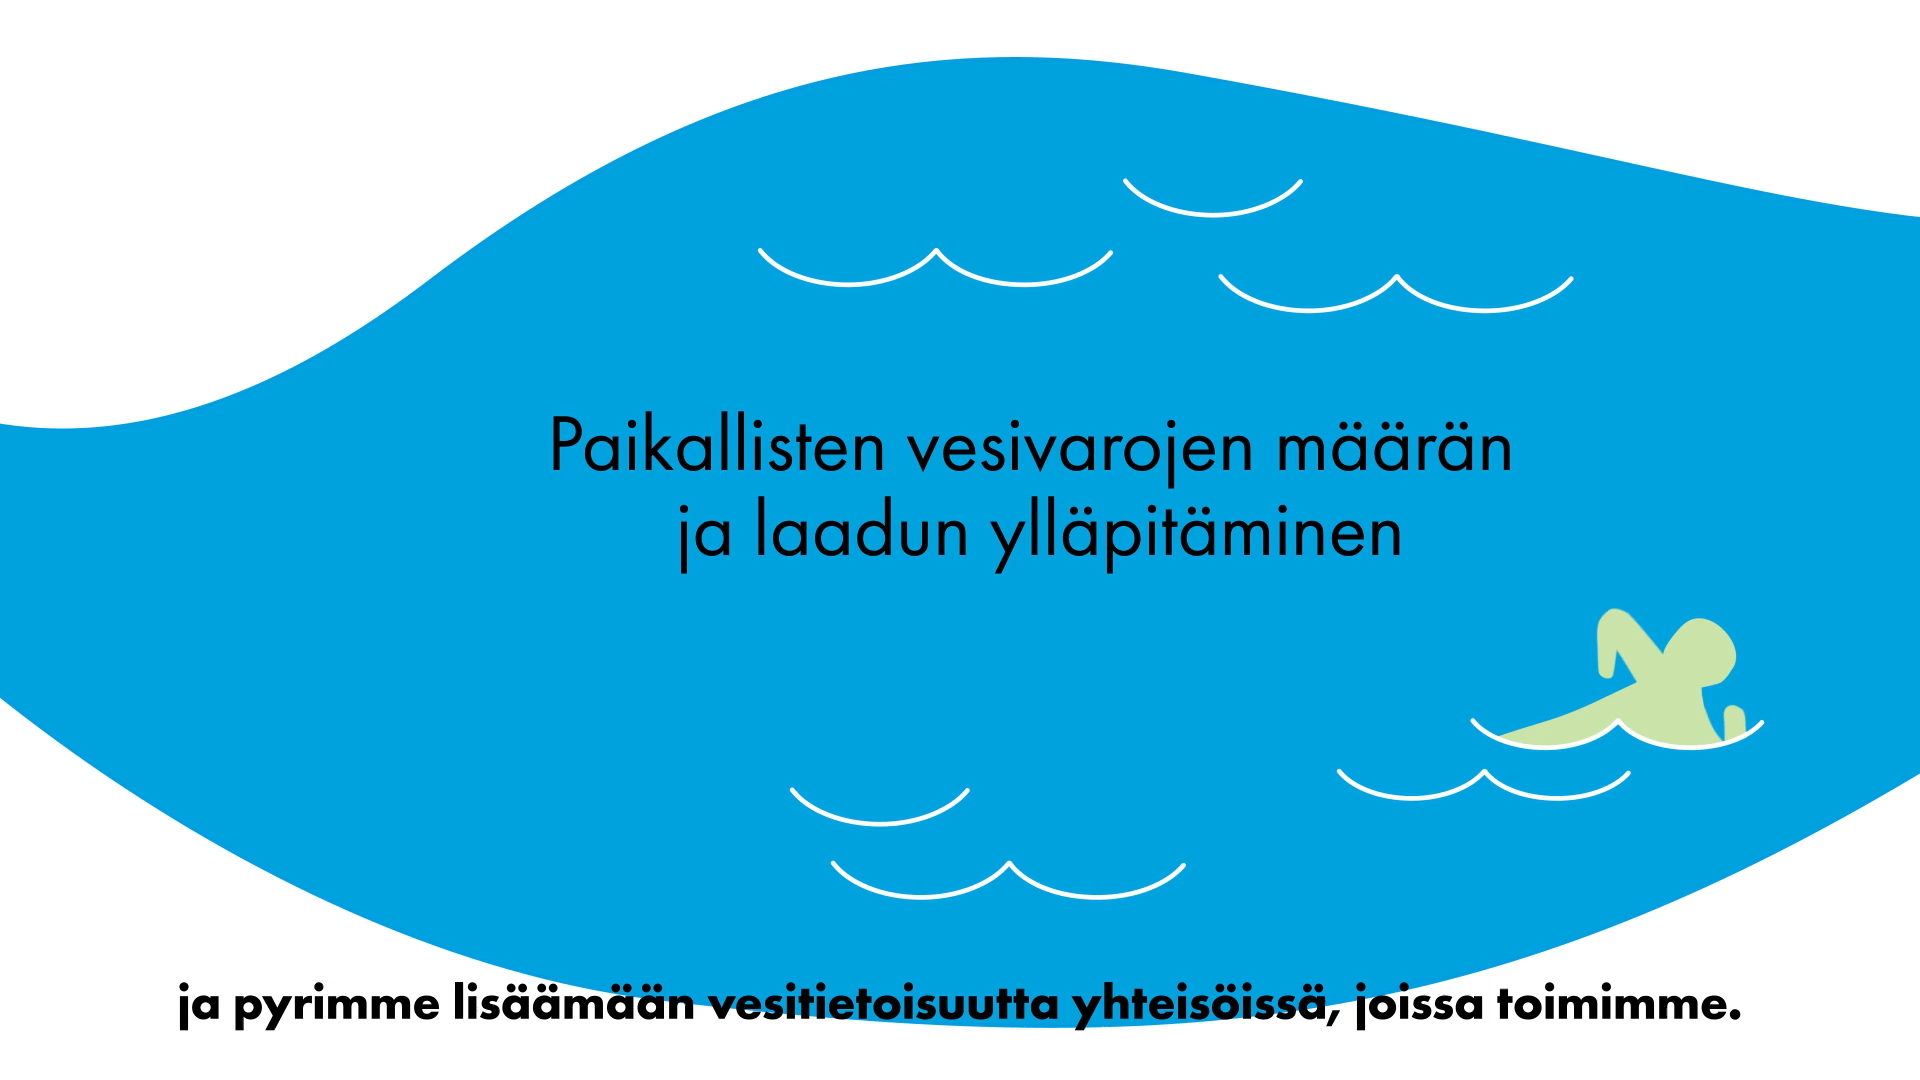 Paikallisten vesivarojen määrän
ja laadun ylläpitäminen
ja pyrimme lisäämään vesitietoisuutta yhteisöissä, joissa toimimme.